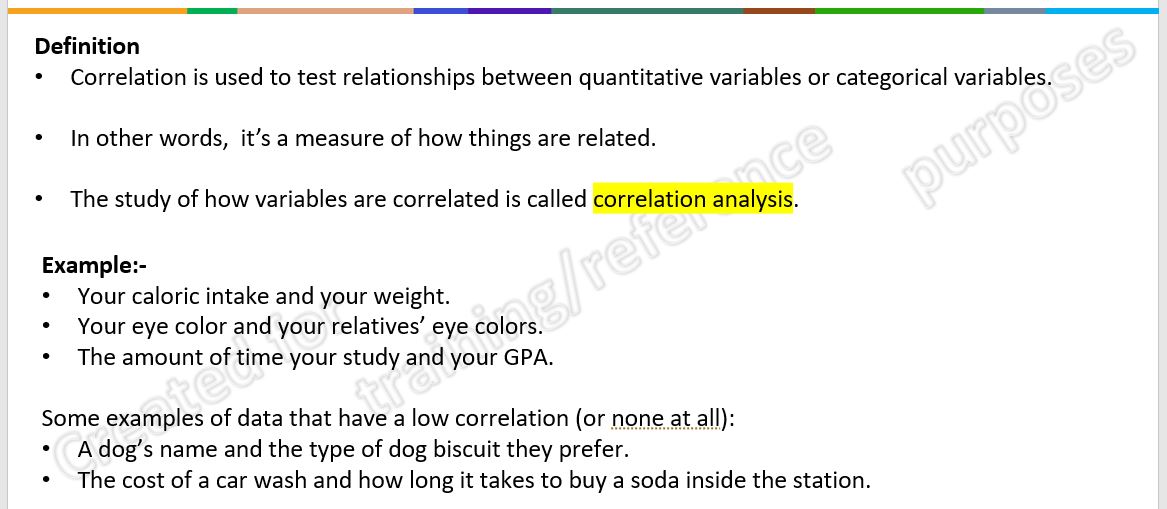 Definition
• Correlation is used to test relationships between quantitative variables or categorical variables.
• In other words, it’s a measure of how things are related.
• The study of how variables are correlated is called correlation analysis.
Example:-
• Your caloric intake and your weight.
• Your eye color and your relatives’ eye colors.
• The amount of time your study and your GPA.
Some examples of data that have a low correlation (or none at all):
• A dog’s name and the type of dog biscuit they prefer.
• The cost of a car wash and how long it takes to buy a soda inside the station.
Created for training/reference purposes